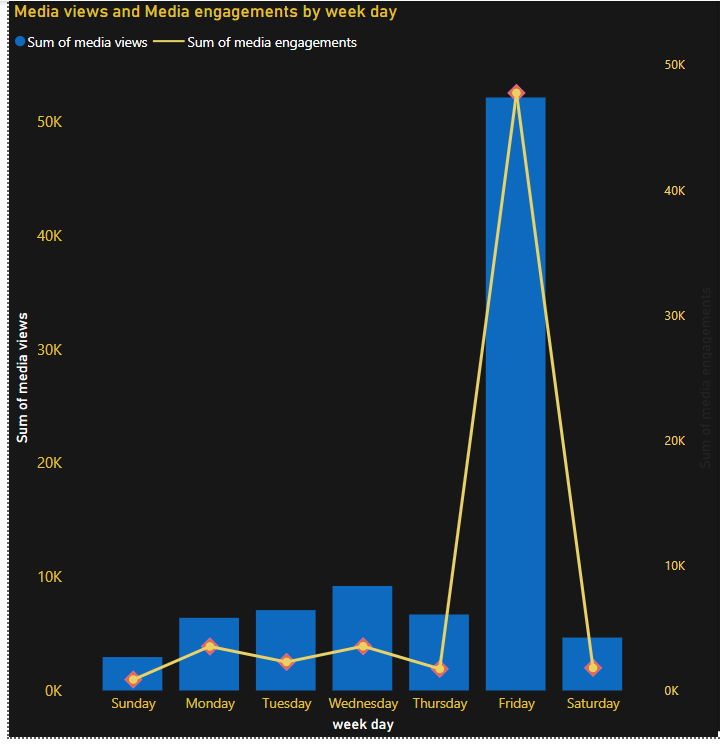 Media views and Media engagements by week day
Sum of media views Sum of media engagements
50K
40K
30K
20K
10K
0K
Sum of media views
50K
40K
30K
20K
10K
0K
Sum of media engagements
Sunday Monday Tuesday Wednesday Thursday Friday Saturday
week day